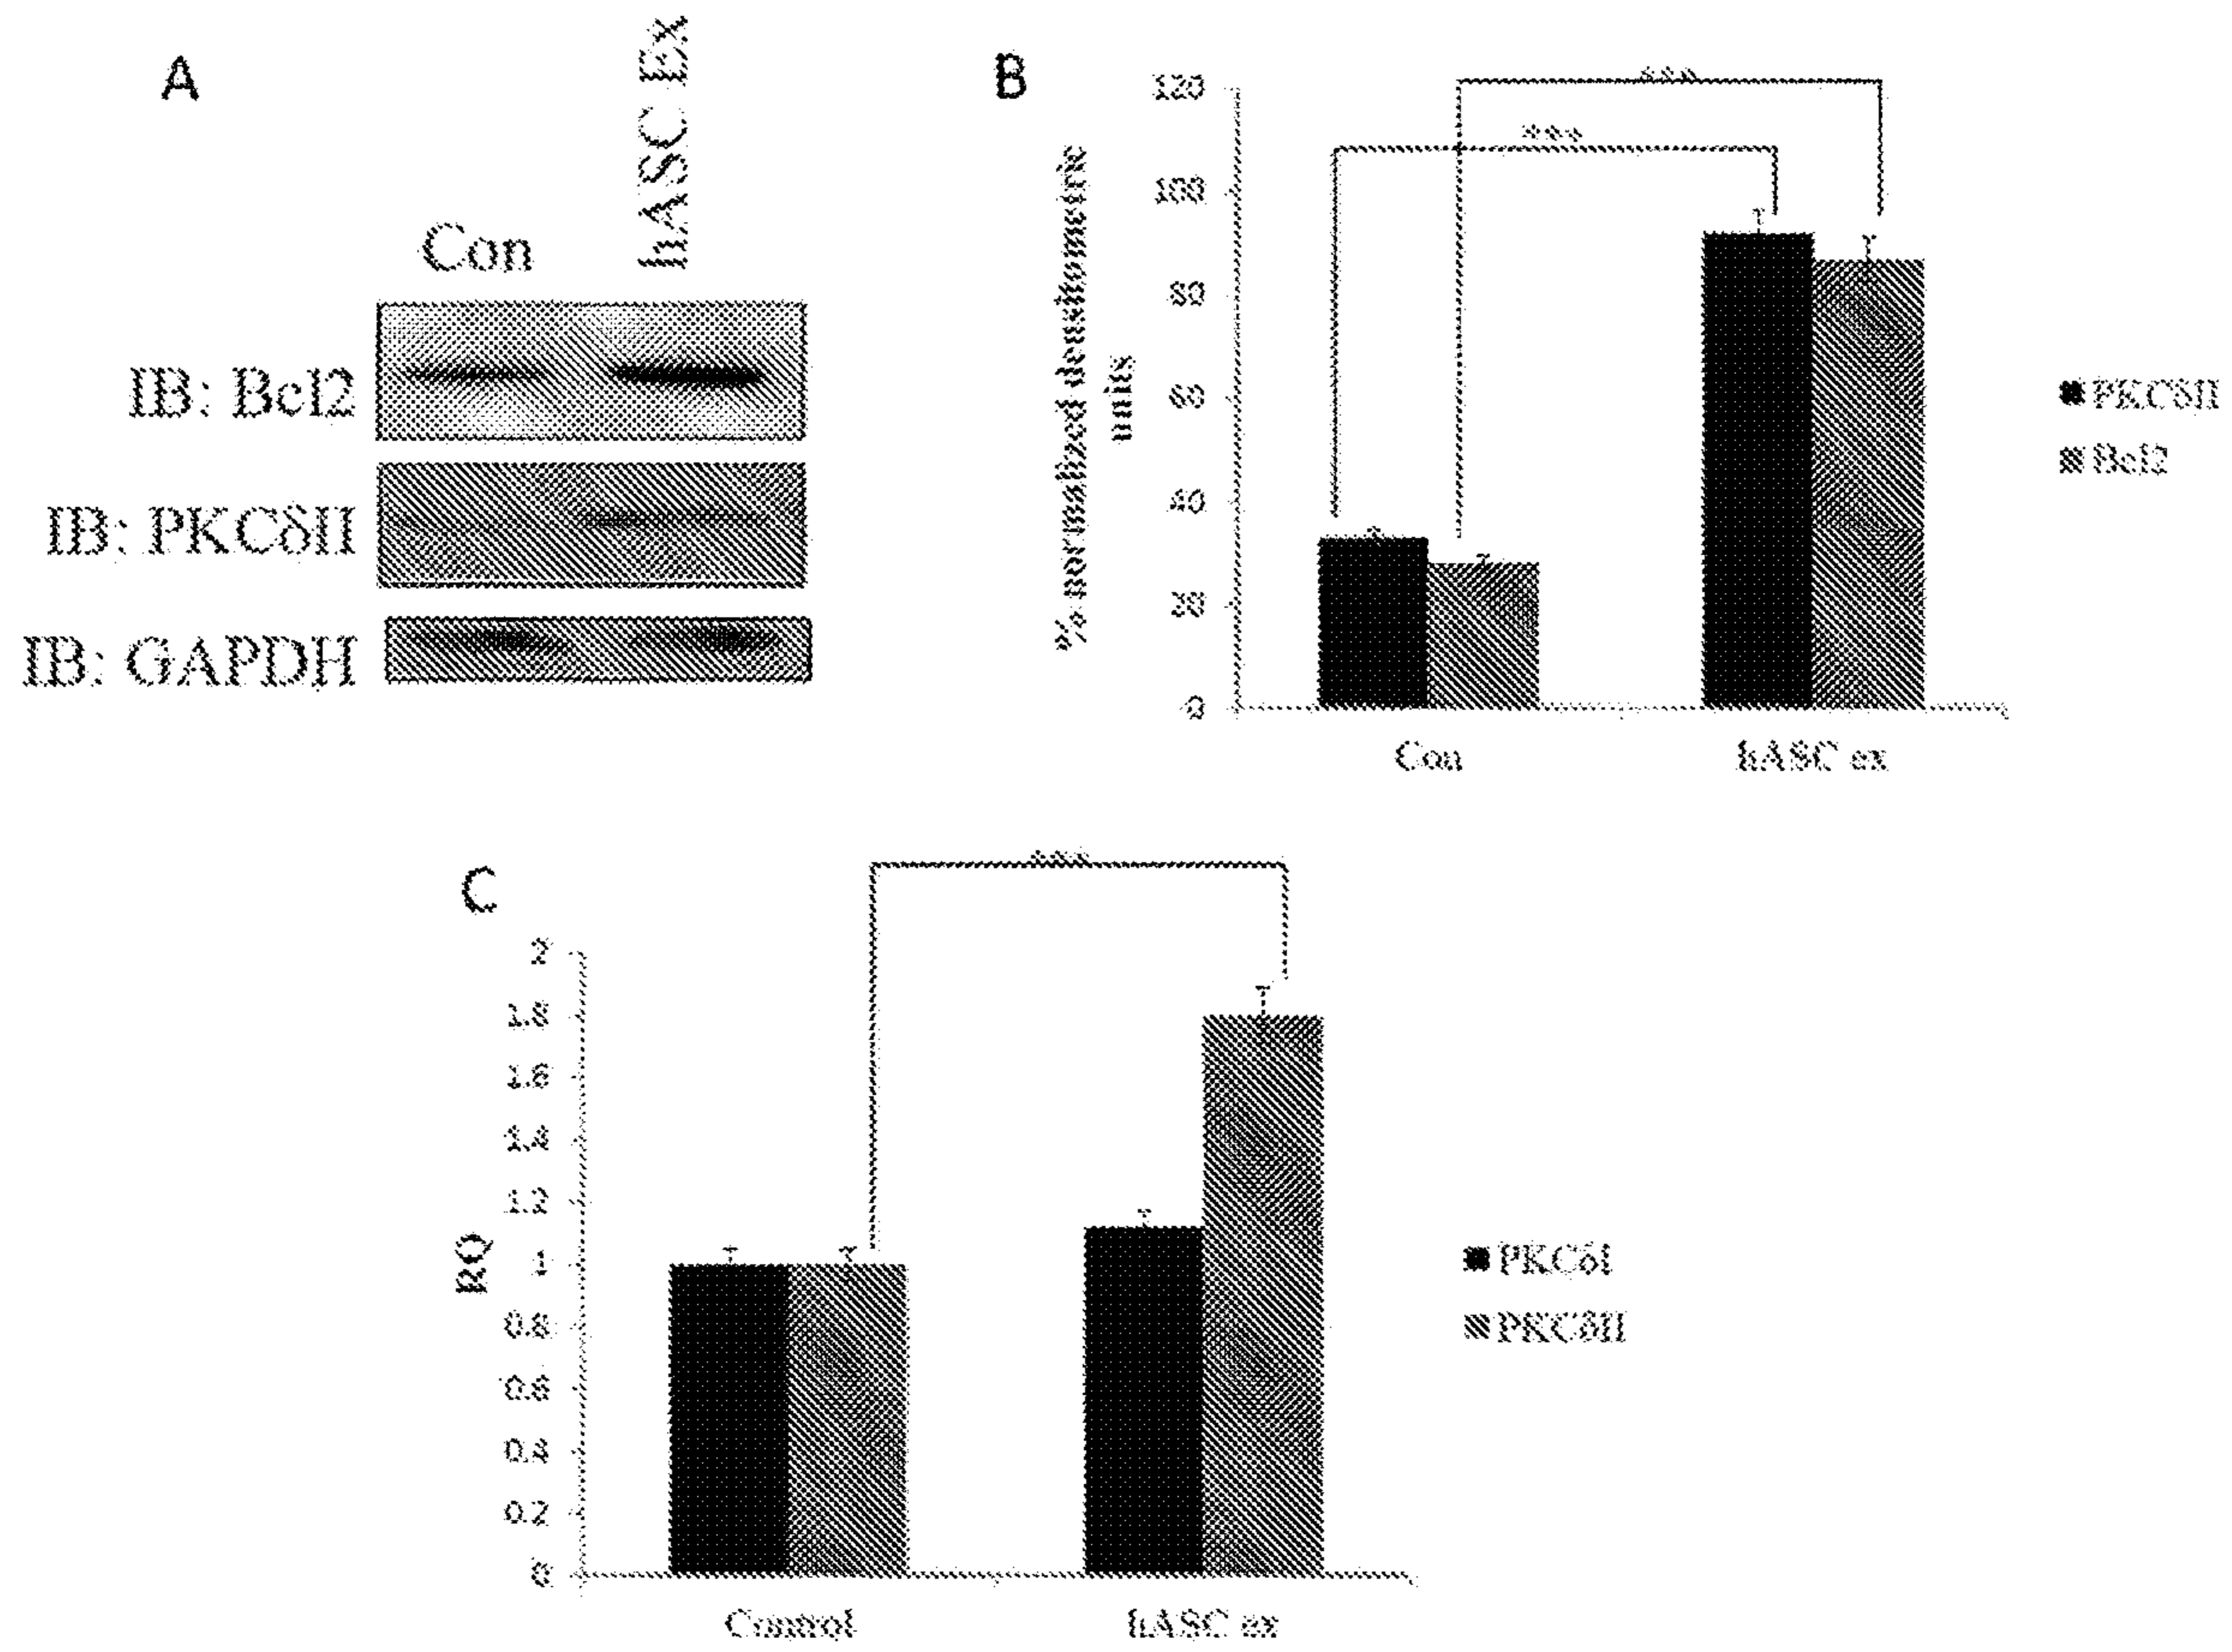 A
Con
hASC Ex
IB: Bcl2
IB: PKCδII
IB: GAPDH
B
% normalized densitometric
units
120
100
80
60
40
20
0
***
***
Con
hASC ex
PKCδII
Bcl2
C
RQ
2
1.8
1.6
1.4
1.2
1
0.8
0.6
0.4
0.2
0
***
Control
hASC ex
PKCδI
PKCδII